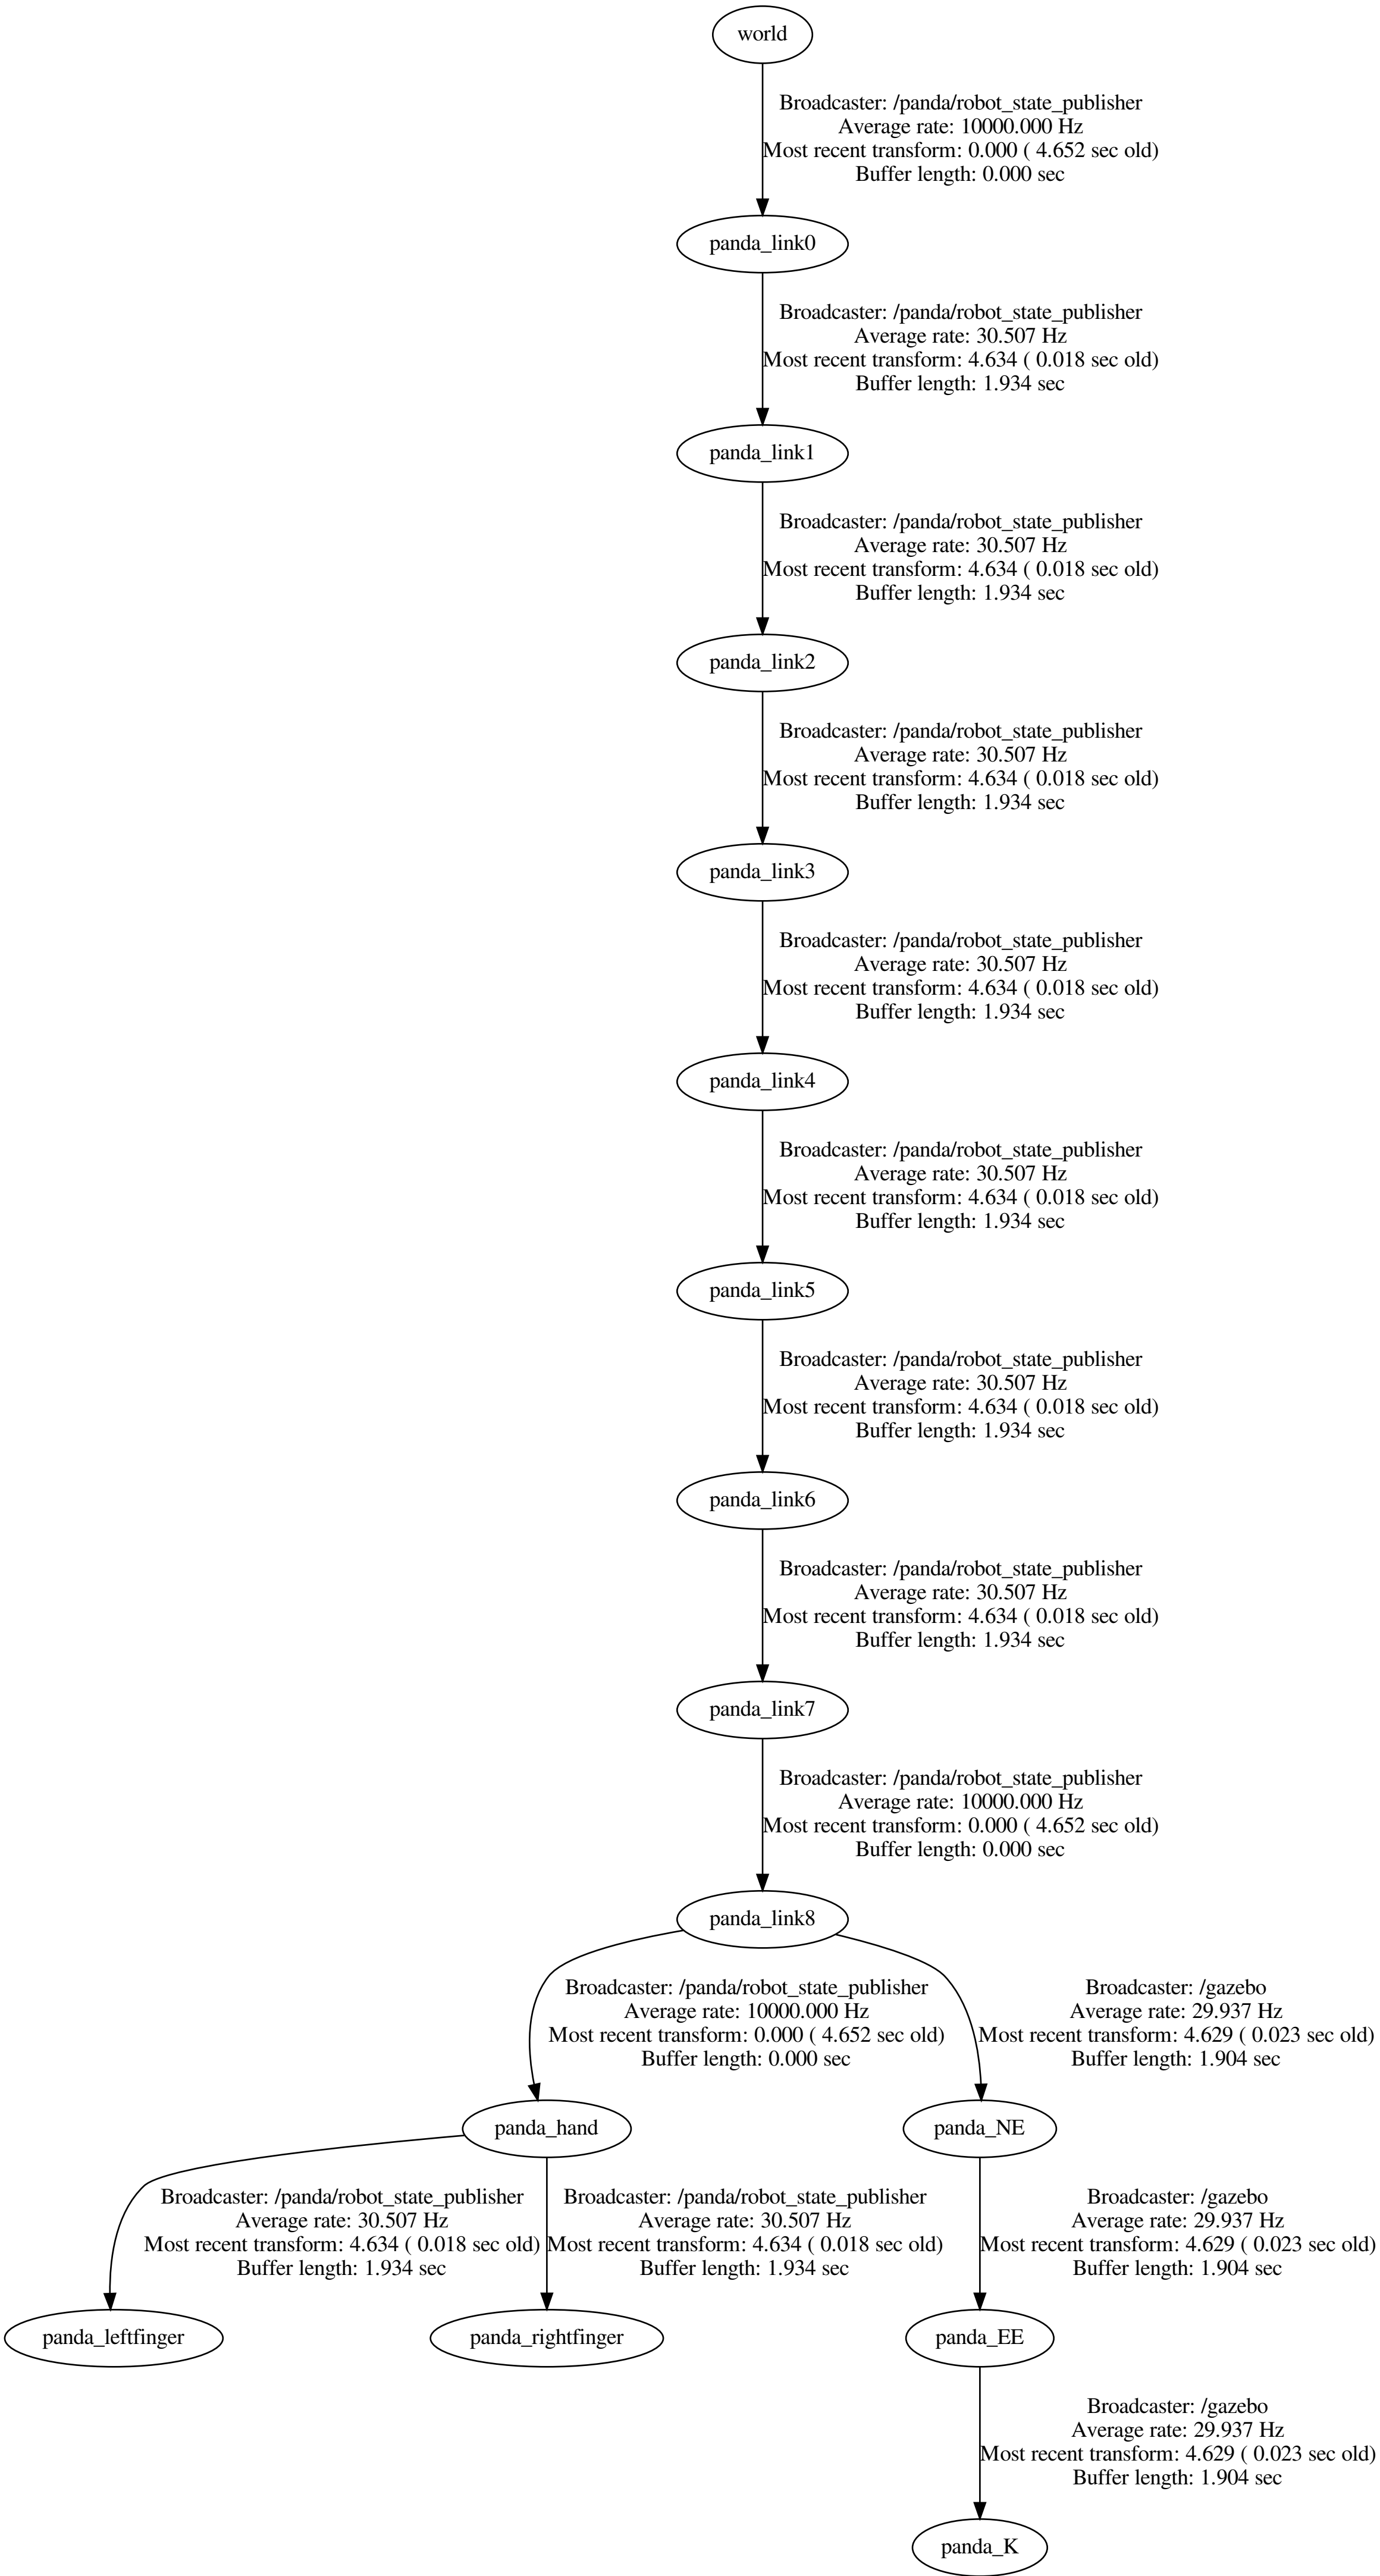 world
Broadcaster: /panda/robot_state_publisher
Average rate: 10000.000 Hz
Most recent transform: 0.000 ( 4.652 sec old)
Buffer length: 0.000 sec
panda_link0
Broadcaster: /panda/robot_state_publisher
Average rate: 30.507 Hz
Most recent transform: 4.634 ( 0.018 sec old)
Buffer length: 1.934 sec
panda_link1
Broadcaster: /panda/robot_state_publisher
Average rate: 30.507 Hz
Most recent transform: 4.634 ( 0.018 sec old)
Buffer length: 1.934 sec
panda_link2
Broadcaster: /panda/robot_state_publisher
Average rate: 30.507 Hz
Most recent transform: 4.634 ( 0.018 sec old)
Buffer length: 1.934 sec
panda_link3
Broadcaster: /panda/robot_state_publisher
Average rate: 30.507 Hz
Most recent transform: 4.634 ( 0.018 sec old)
Buffer length: 1.934 sec
panda_link4
Broadcaster: /panda/robot_state_publisher
Average rate: 30.507 Hz
Most recent transform: 4.634 ( 0.018 sec old)
Buffer length: 1.934 sec
panda_link5
Broadcaster: /panda/robot_state_publisher
Average rate: 30.507 Hz
Most recent transform: 4.634 ( 0.018 sec old)
Buffer length: 1.934 sec
panda_link6
Broadcaster: /panda/robot_state_publisher
Average rate: 30.507 Hz
Most recent transform: 4.634 ( 0.018 sec old)
Buffer length: 1.934 sec
panda_link7
Broadcaster: /panda/robot_state_publisher
Average rate: 10000.000 Hz
Most recent transform: 0.000 ( 4.652 sec old)
Buffer length: 0.000 sec
panda_link8
Broadcaster: /panda/robot_state_publisher
Average rate: 10000.000 Hz
Most recent transform: 0.000 ( 4.652 sec old)
Buffer length: 0.000 sec
Broadcaster: /gazebo
Average rate: 29.937 Hz
Most recent transform: 4.629 ( 0.023 sec old)
Buffer length: 1.904 sec
panda_hand
panda_NE
Broadcaster: /panda/robot_state_publisher
Average rate: 30.507 Hz
Most recent transform: 4.634 ( 0.018 sec old)
Buffer length: 1.934 sec
Broadcaster: /panda/robot_state_publisher
Average rate: 30.507 Hz
Most recent transform: 4.634 ( 0.018 sec old)
Buffer length: 1.934 sec
Broadcaster: /gazebo
Average rate: 29.937 Hz
Most recent transform: 4.629 ( 0.023 sec old)
Buffer length: 1.904 sec
panda_leftfinger
panda_rightfinger
panda_EE
Broadcaster: /gazebo
Average rate: 29.937 Hz
Most recent transform: 4.629 ( 0.023 sec old)
Buffer length: 1.904 sec
panda_K